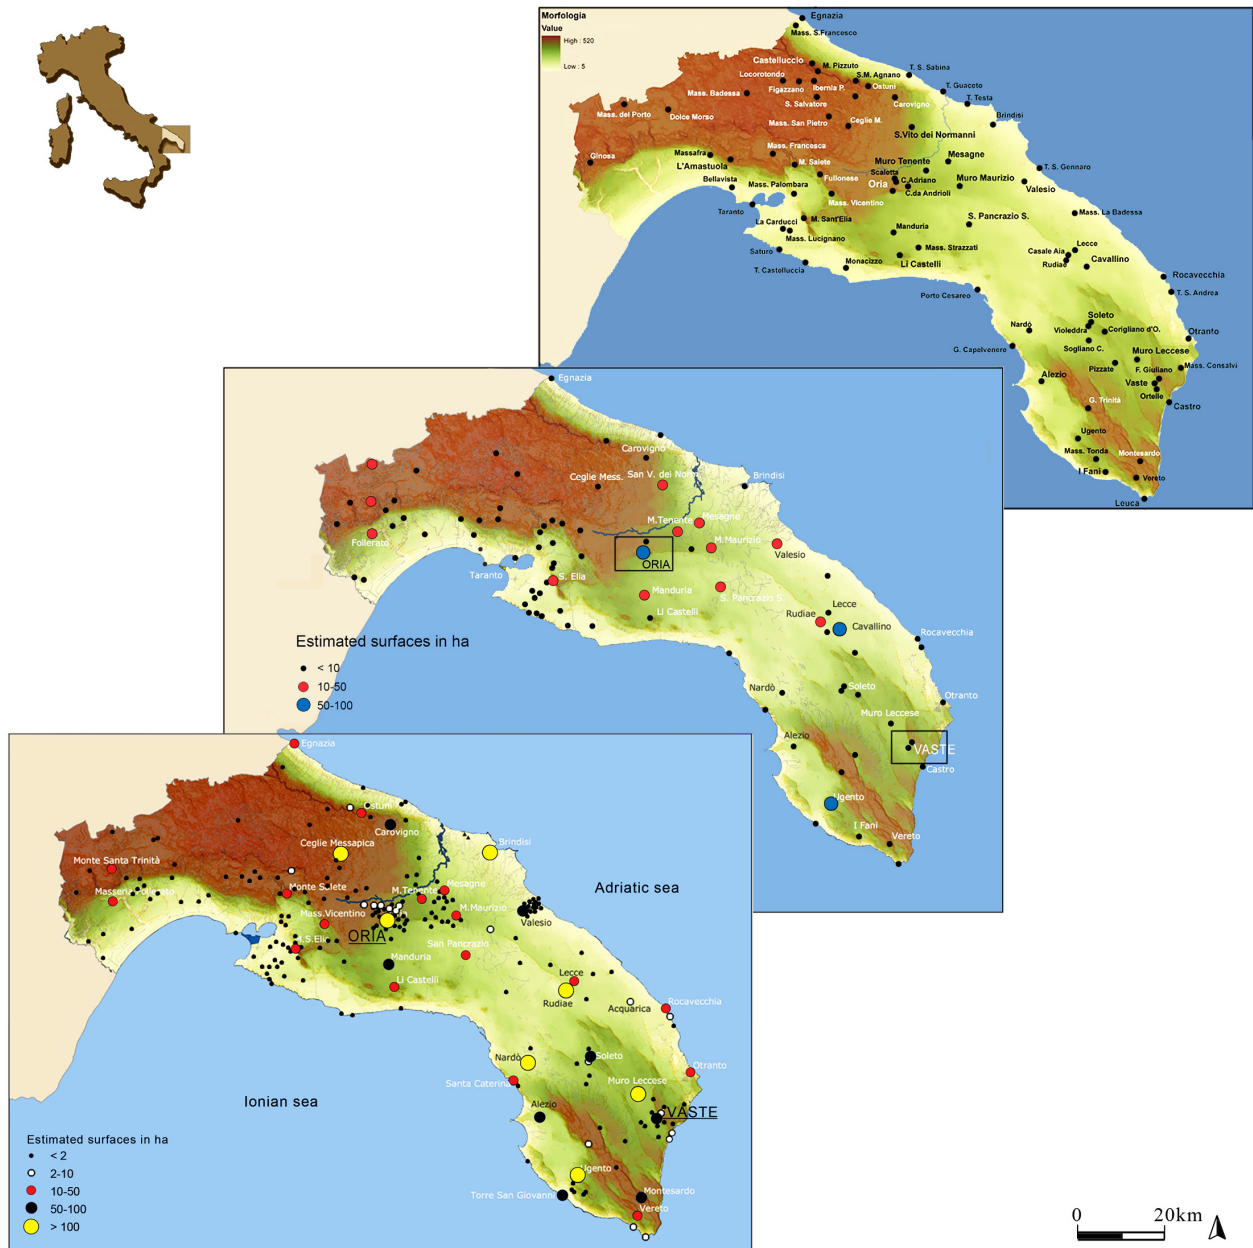 Morfologia
Value
High : 520
Low : 5
Egnazia
Mass. S.Francesco
Castelluccio
M. Pizzuto
Locorotondo
S.M. Agnano
T. S. Sabina
Figazzano
Ibernia P.
Ostuni
T. Guaceto
Mass. Badessa
S. Salvatore
Carovigno
T. Testa
Mass. del Porto
Dolce Morso
Mass. San Pietro
Ceglie M.
Brindisi
S.Vito dei Normanni
Ginosa
Massafra
Mass. Francesca
Mesagne
L'Amastuola
M. Salete
Muro Tenente
T. S. Gennaro
Bellavista
Mass. Palombara
Fullonese
Scaletta
C.Adriano
Muro Maurizio
Oria
C.da Andrioli
Valesio
Taranto
Mass. Vicentino
La Carducci
M. Sant'Elia
Manduria
S. Pancrazio S.
Mass. La Badessa
Mass. Lucignano
Saturo
Mass. Strazzati
Casale Aia
Lecce
T. Castelluccia
Monacizzo
Li Castelli
Rudiae
Cavallino
Rocavecchia
Porto Cesareo
T. S. Andrea
Soleto
Nardò
Violeddra
Corigliano d'O.
Otranto
G. Capelvenere
Sogliano C.
Muro Leccese
Alezio
Pizzate
F. Giuliano
Mass. Consalvi
Vaste
Ortelle
G. Trinità
Castro
Ugento
Mass. Tonda
Montesardo
I Fani
Vereto
Leuca
Egnazia
Carovigno
Ceglie Mess.
San V. dei Norm
Brindisi
M.Tenente
Mesagne
Follerato
M.Maurizio
Valesio
ORIA
Taranto
S. Elia
Manduria
S. Pancrazio S.
Li Castelli
Rudiae
Lecce
Cavallino
Rocavecchia
Estimated surfaces in ha
< 10
10-50
50-100
Nardò
Soleto
Otranto
Muro Leccese
Alezio
VASTE
Castro
Ugento
I Fani
Vereto
Egnazia
Ostuni
Carovigno
Ceglie Messapica
Brindisi
Monte Santa Trinità
Masseria Follerato
Monte Salete
M.Tenente
Mesagne
Adriatic sea
Mass.Vicentino
M.Maurizio
Valesio
ORIA
M.S.Elia
San Pancrazio
Manduria
Li Castelli
Lecce
Rudiae
Acquarica
Rocavecchia
Nardò
Soleto
Otranto
Santa Caterina
Muro Leccese
Ionian sea
Alezio
VASTE
Estimated surfaces in ha
< 2
2-10
10-50
50-100
> 100
Ugento
Torre San Giovanni
Montesardo
Vereto
0
20km